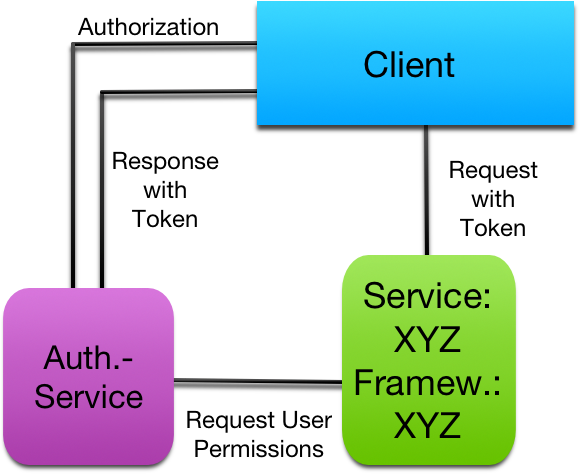 Authorization
Client
Response
with
Token
Request
with
Token
Auth.-
Service
Service:
XYZ
Framew.:
XYZ
Request User
Permissions